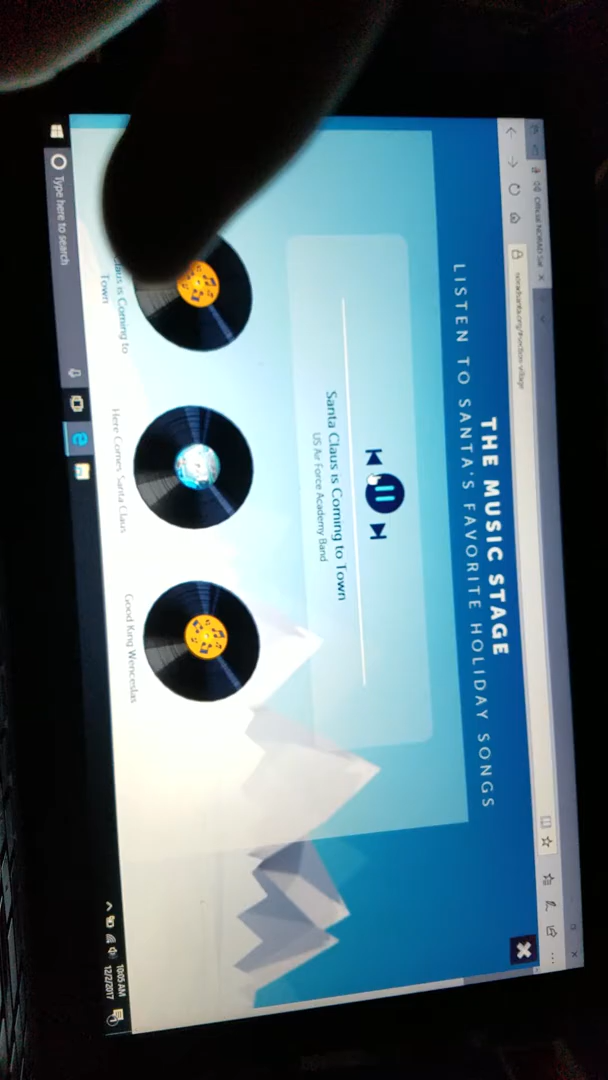 Official NORAD Sa
noradsanta.org/#section-village
THE MUSIC STAGE
LISTEN TO SANTA'S FAVORITE HOLIDAY SONGS
Santa Claus is Coming to Town
US Air Force Academy Band
Claus is Coming to
Town
Here Comes Santa Claus
Good King Wenceslas
Type here to search
10:05 AM
12/2/2017